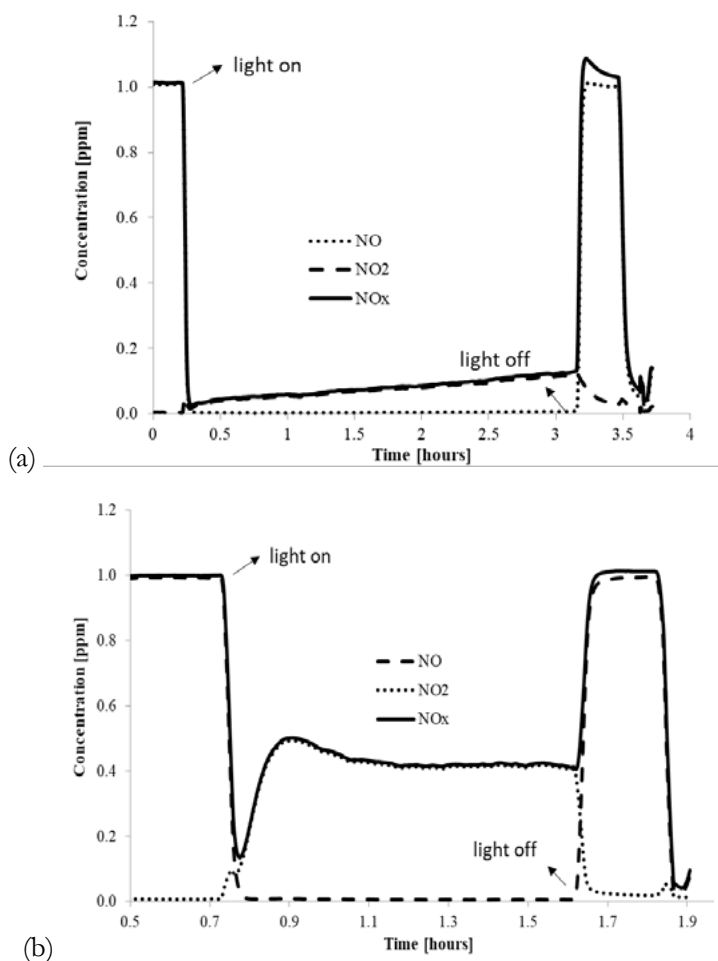 1.2
light on
1.0
0.8
Concentration [ppm]
0.6
NO
NO2
NOx
0.4
0.2
light off
0.0
0 0.5 1 1.5 2 2.5 3 3.5 4
Time [hours]
(a)
1.2
light on
1.0
0.8
Concentration [ppm]
NO
NO2
NOx
0.6
0.4
0.2
light off
0.0
0.5 0.7 0.9 1.1 1.3 1.5 1.7 1.9
Time [hours]
(b)